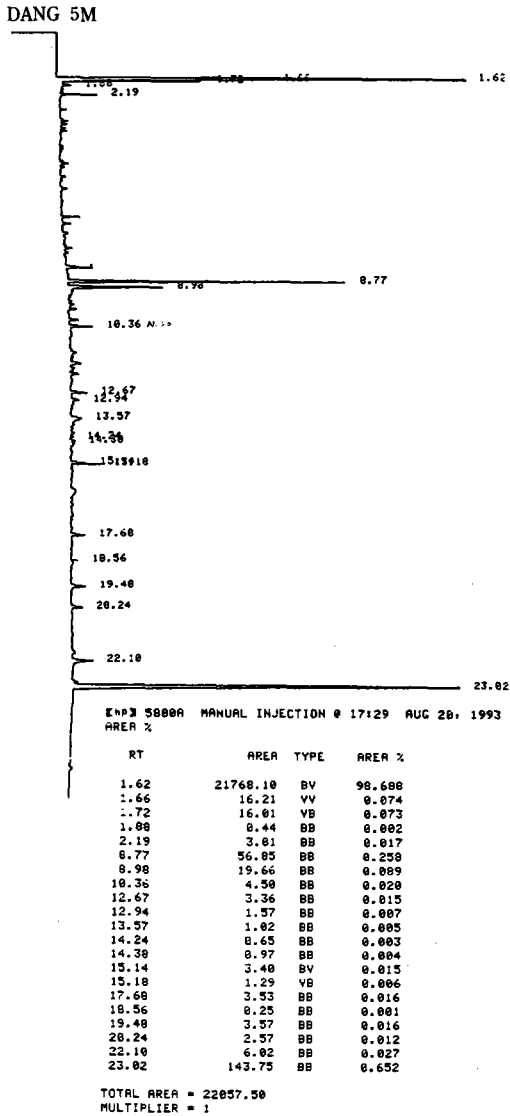 DANG 5M
1.62
2.19
8.77
8.98
10.36
12.67
12.94
13.57
17.60
18.56
19.40
20.24
22.10
23.02
[hp] 5880A MANUAL INJECTION @ 17:29 AUG 20, 1993
AREA %
RT AREA TYPE AREA %
1.62 21768.10 BV 98.688
1.66 16.21 VV 0.074
1.72 16.01 VB 0.073
1.88 0.44 BB 0.002
2.19 3.81 BB 0.017
8.77 56.85 BB 0.258
8.98 19.66 BB 0.089
10.36 4.50 BB 0.020
12.67 3.36 BB 0.015
12.94 1.57 BB 0.007
13.57 1.02 BB 0.005
14.24 0.65 BB 0.003
14.38 0.97 BB 0.004
15.14 3.40 BV 0.015
15.18 1.29 VB 0.006
17.60 3.53 BB 0.016
18.56 0.25 BB 0.001
19.40 3.57 BB 0.016
20.24 2.57 BB 0.012
22.10 6.02 BB 0.027
23.02 143.75 BB 0.652
TOTAL AREA = 22057.50
MULTIPLIER = 1